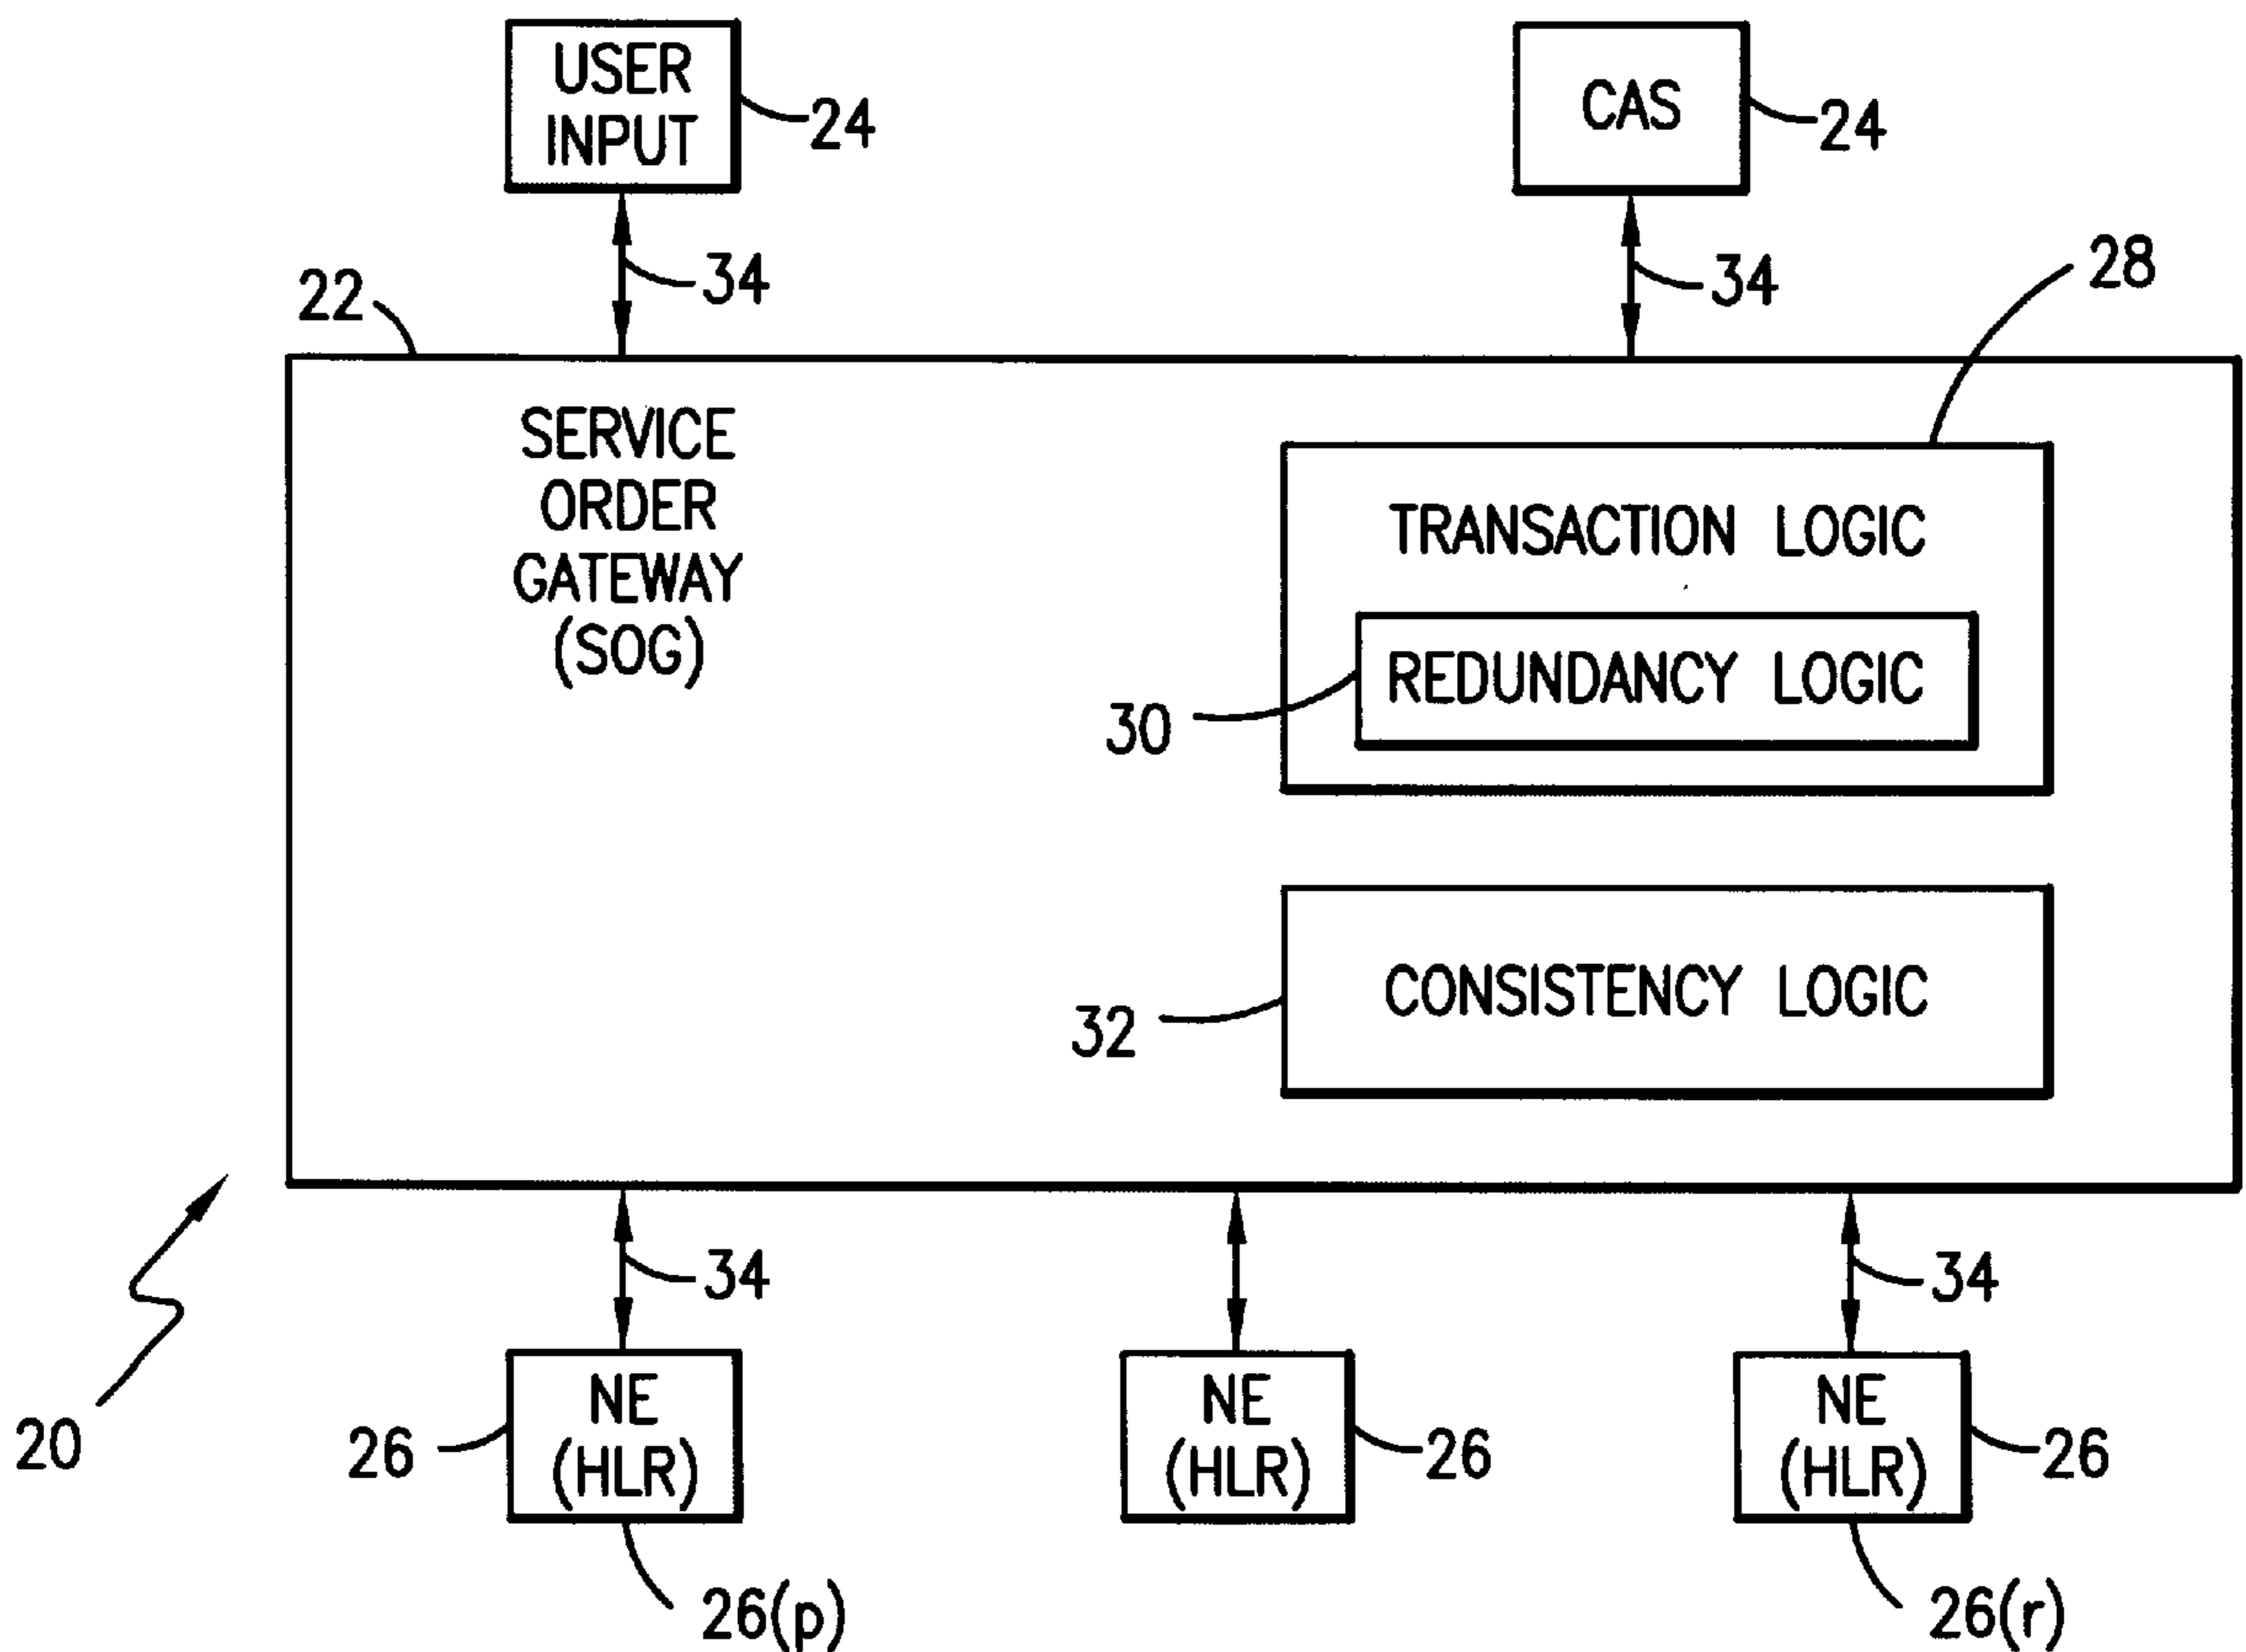 USER
INPUT
24
CAS
24
34
34
22
28
SERVICE
ORDER
GATEWAY
(SOG)
TRANSACTION LOGIC
REDUNDANCY LOGIC
30
CONSISTENCY LOGIC
32
34
34
20
26
NE
(HLR)
NE
(HLR)
26
NE
(HLR)
26
26(p)
26(r)